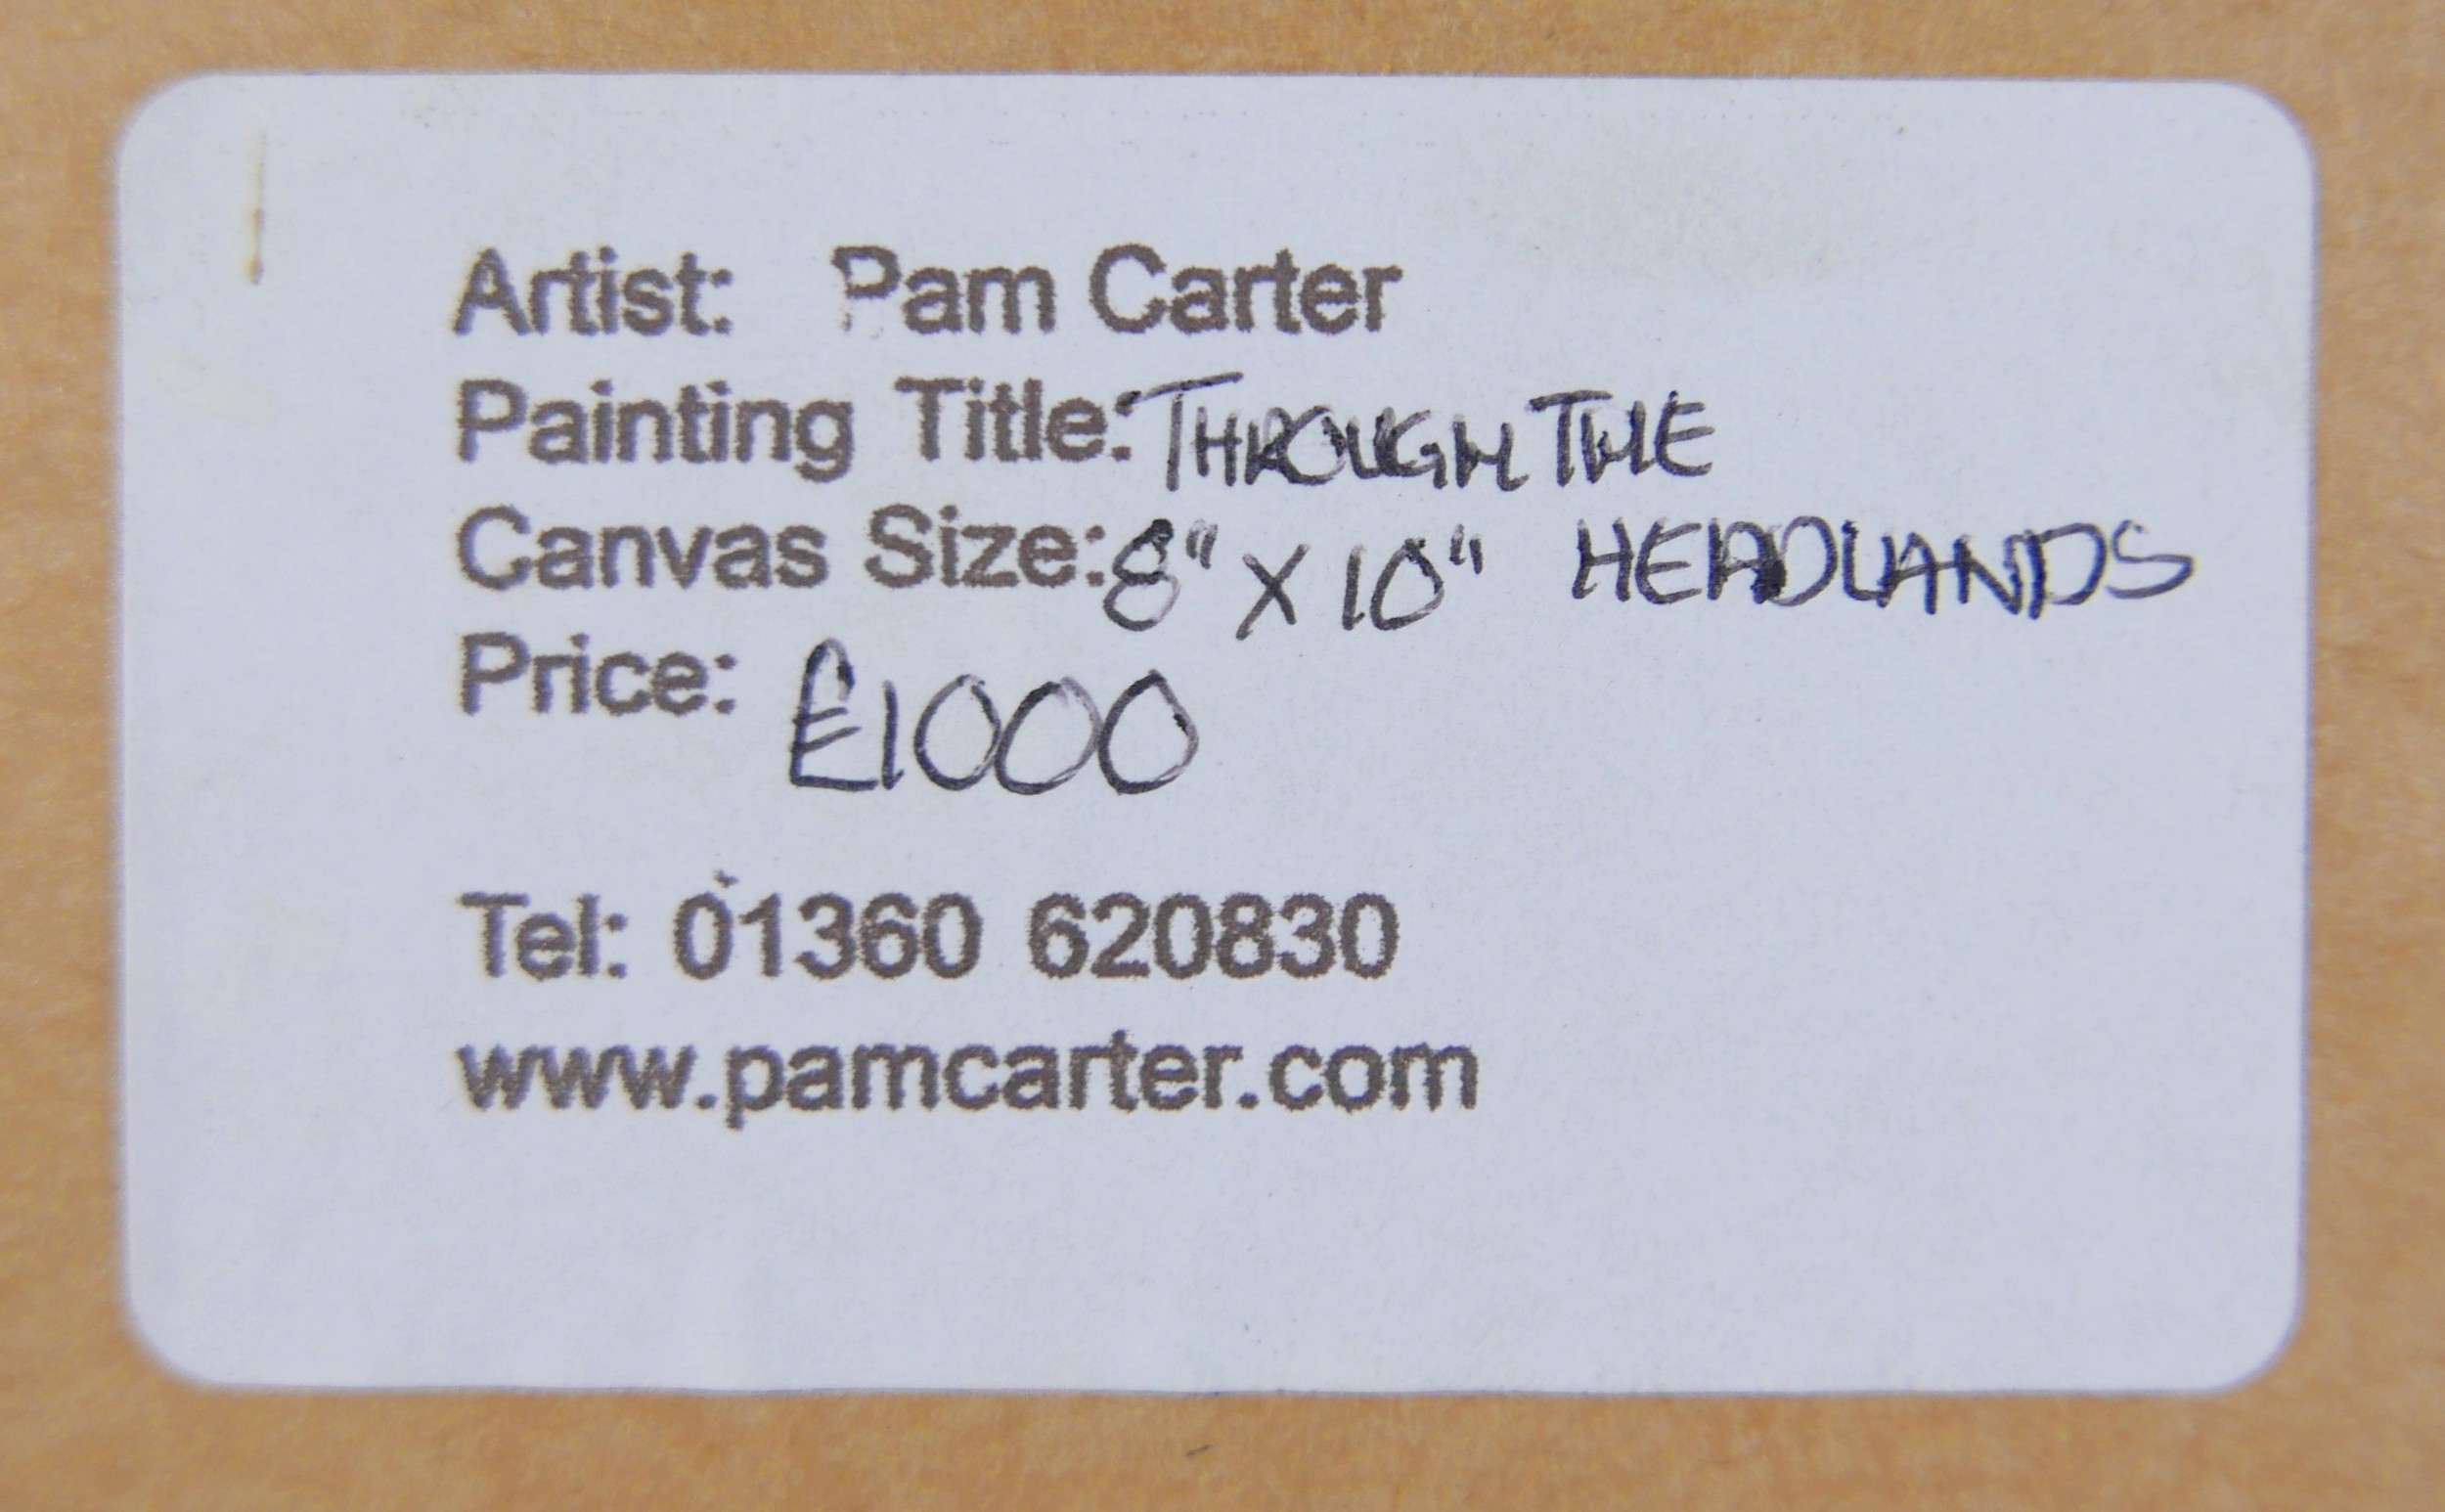 Artist: Pam Carter
Painting Title: THROUGH THE
HEADLANDS
Canvas Size: 8" X 10"
Price: £1000
Tel: 01360 620830
www.pamcarter.com